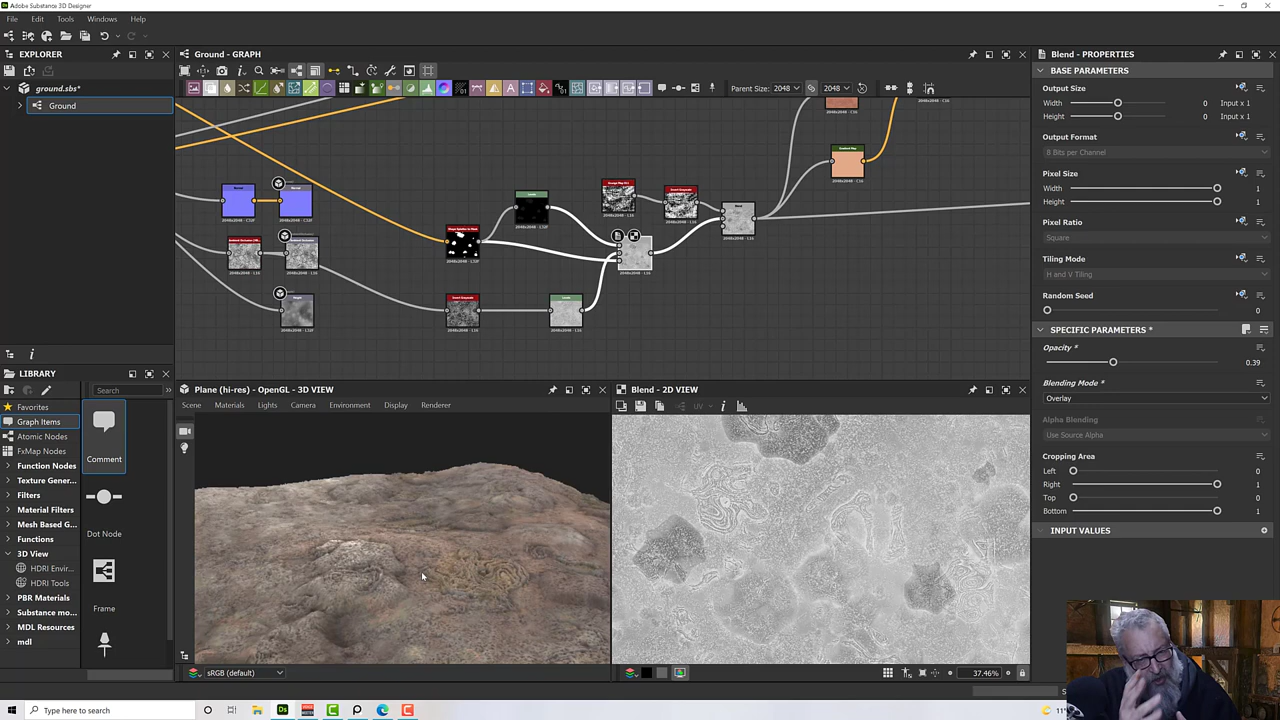 Adobe Substance 3D Designer
File Edit Tools Windows Help
EXPLORER
ground.sbs*
Ground
Ground - GRAPH
Parent Size: 2048 2048
LIBRARY
Search
Favorites
Graph Items
Atomic Nodes
FxMap Nodes
Function Nodes
Texture Gener...
Filters
Material Filters
Mesh Based G...
Functions
3D View
HDRI Envir...
HDRI Tools
PBR Materials
Substance mo...
MDL Resources
mdl
Comment
Dot Node
Frame
Plane (hi-res) - OpenGL - 3D VIEW
Scene Materials Lights Camera Environment Display Renderer
sRGB (default)
Blend - 2D VIEW
UV
37.46%
Blend - PROPERTIES
BASE PARAMETERS
Output Size
Width 0 Input x 1
Height 0 Input x 1
Output Format
8 Bits per Channel
Pixel Size
Width 1
Height 1
Pixel Ratio
Square
Tiling Mode
H and V Tiling
Random Seed
0
SPECIFIC PARAMETERS *
Opacity *
0.39
Blending Mode *
Overlay
Alpha Blending
Use Source Alpha
Cropping Area
Left 0
Right 1
Top 0
Bottom 1
INPUT VALUES
Type here to search